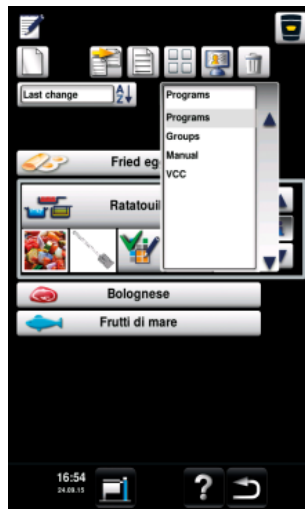 Last change
A
Z
Programs
Programs
Groups
Manual
VCC
Fried eg
Ratatouil
Bolognese
Frutti di mare
16:54
24.09.15
?